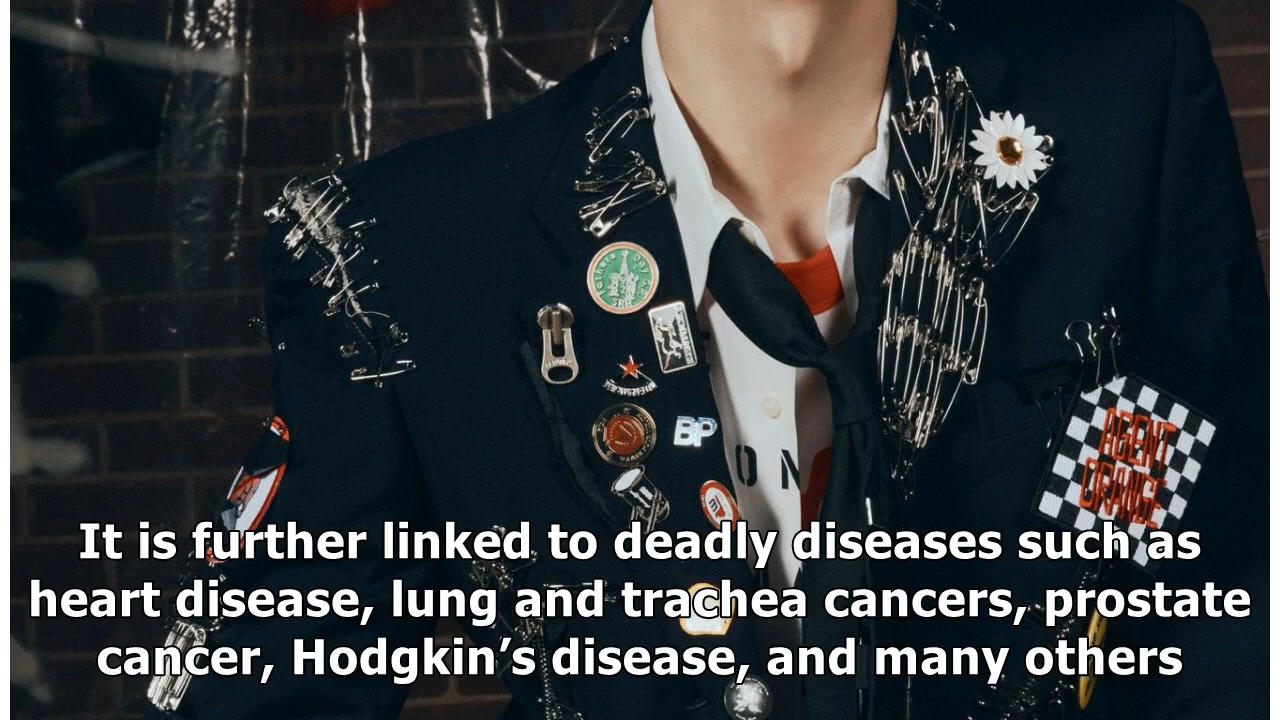 BP
ON
AGENT
ORANGE
It is further linked to deadly diseases such as
heart disease, lung and trachea cancers, prostate
cancer, Hodgkin’s disease, and many others